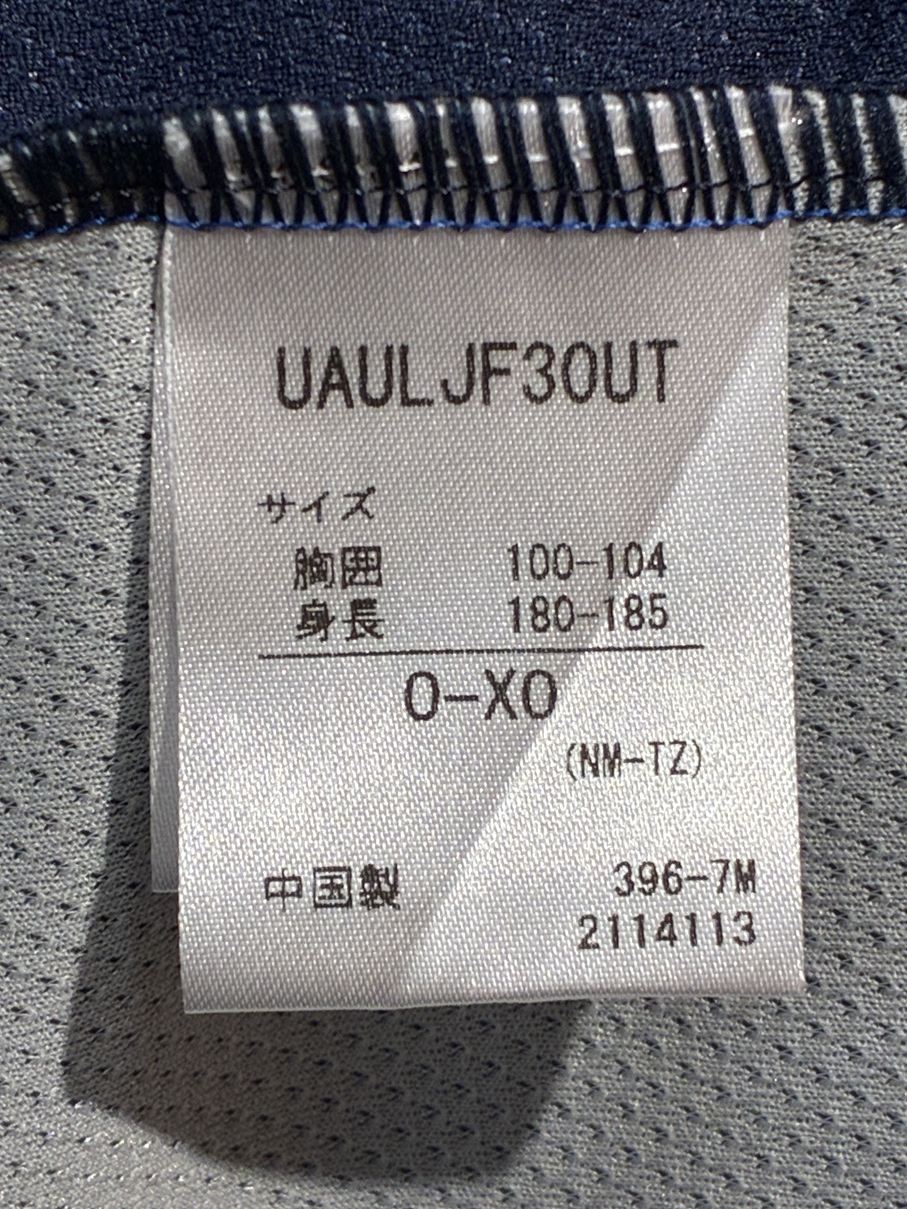 UAULJF30UT
サイズ
胸囲 100-104
身長 180-185
O-XO
(NM-TZ)
中国製 396-7M
2114113